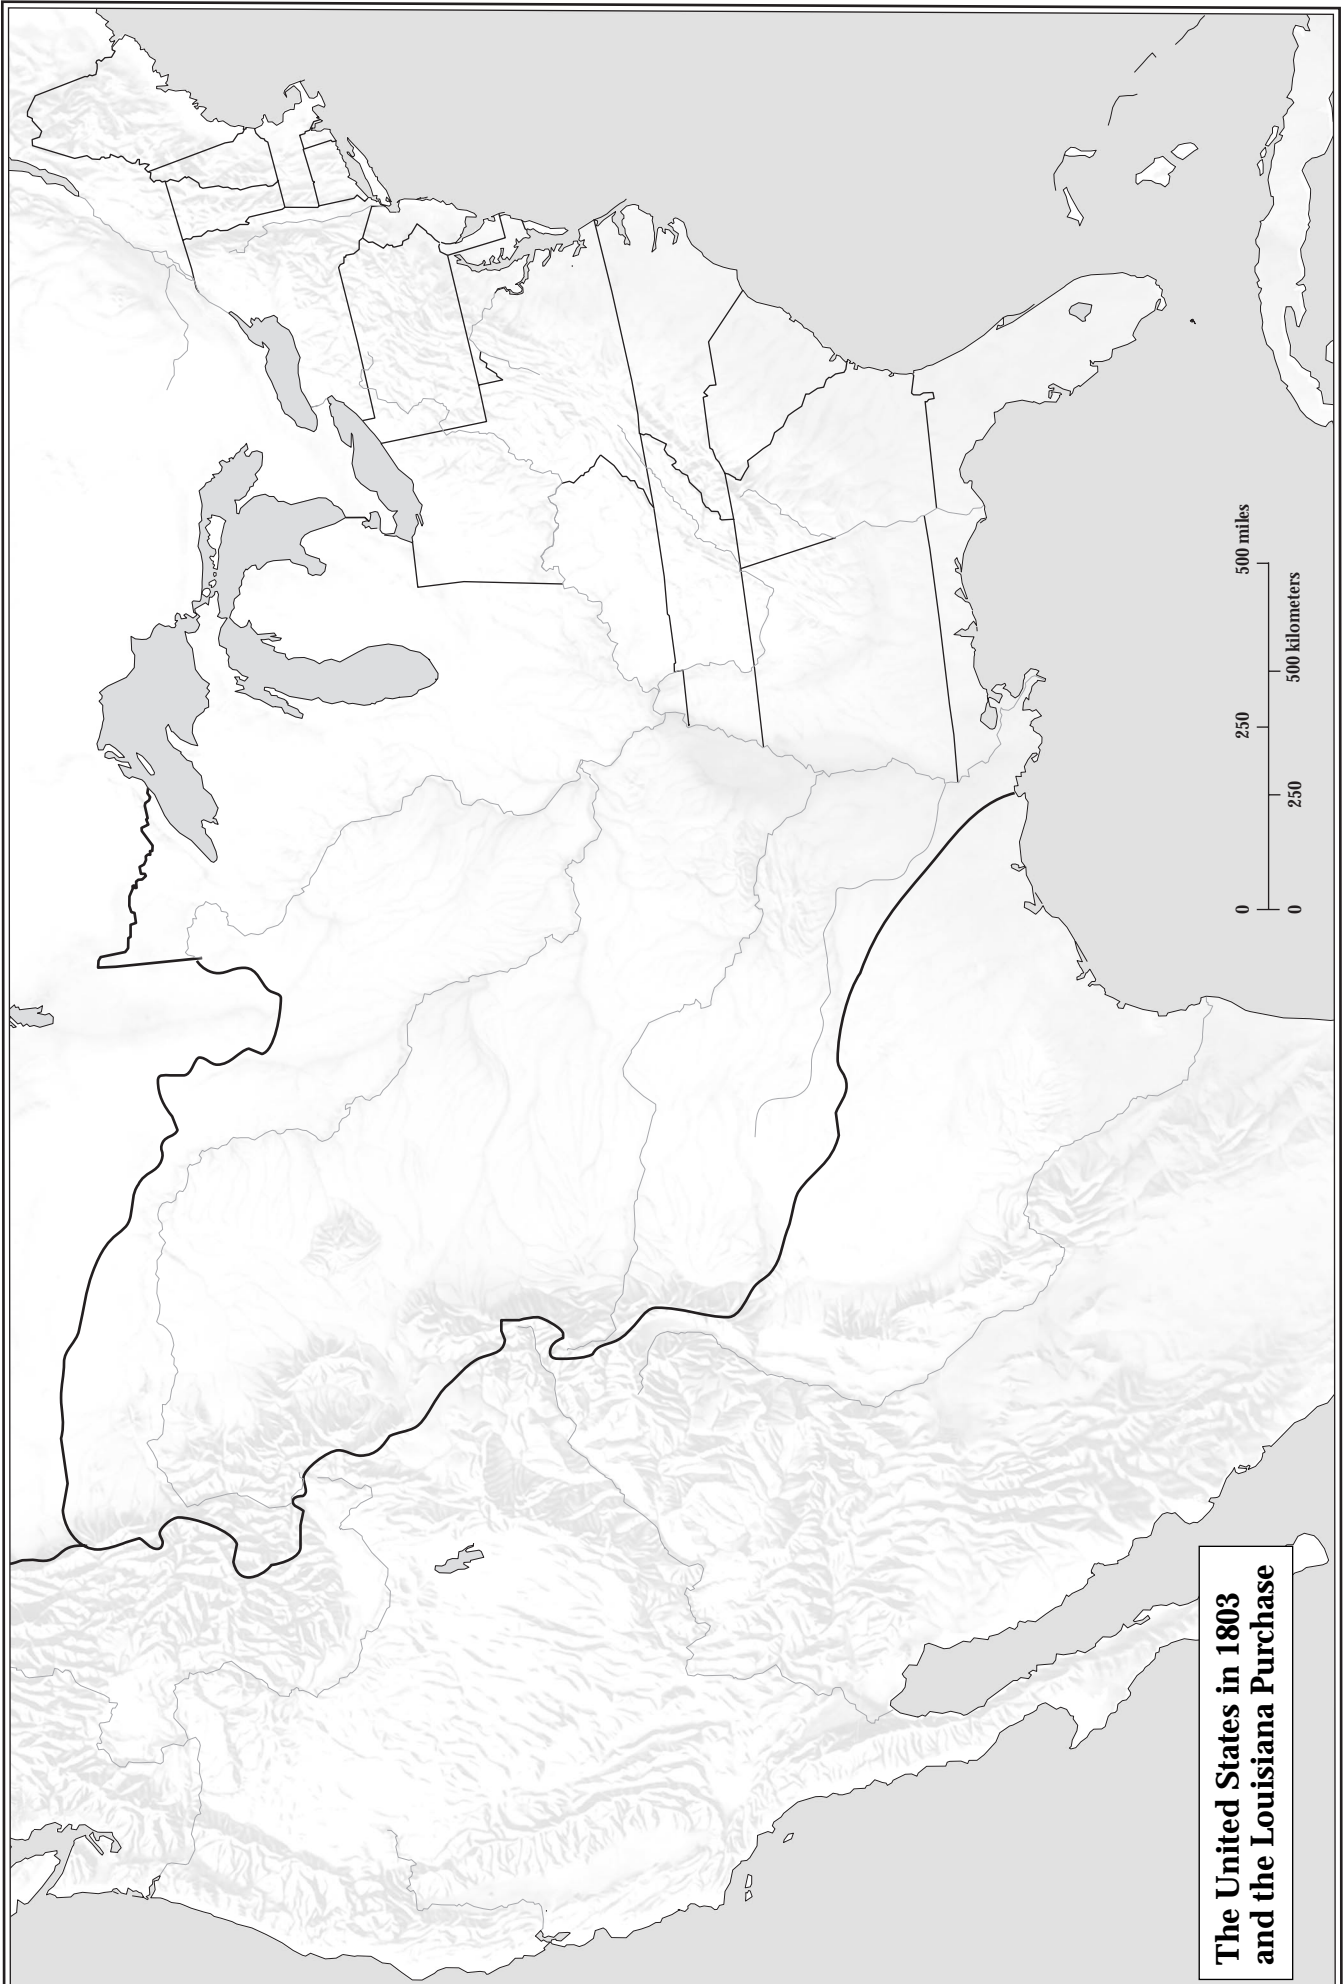 The United States in 1803
and the Louisiana Purchase
0 250 500 miles
0 250 500 kilometers